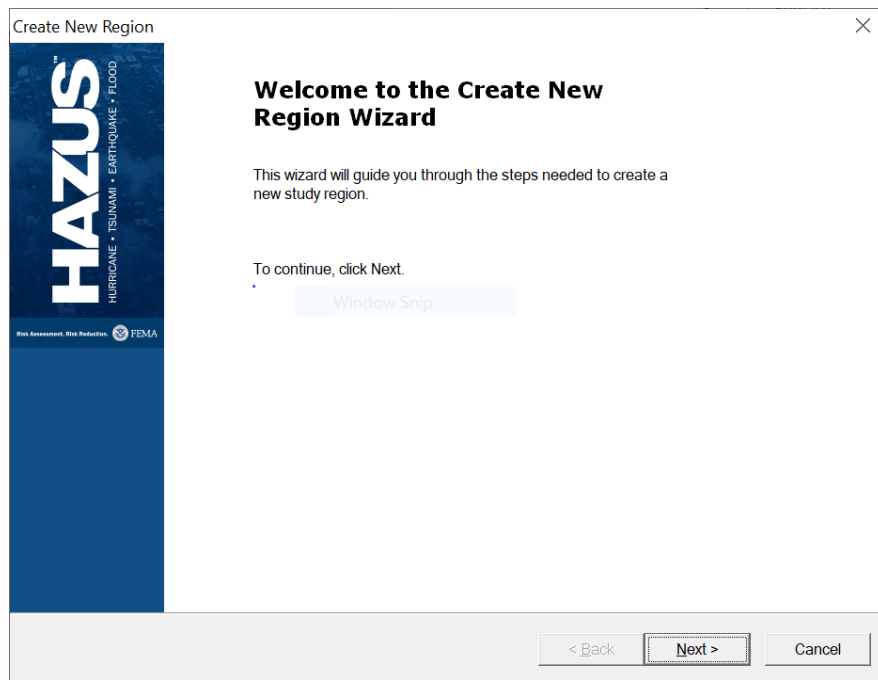 Create New Region
HAZUS™
HURRICANE • TSUNAMI • EARTHQUAKE • FLOOD
Risk Assessment. Risk Reduction. FEMA
Welcome to the Create New
Region Wizard
This wizard will guide you through the steps needed to create a
new study region.
To continue, click Next.
Window Snip
< Back
Next >
Cancel